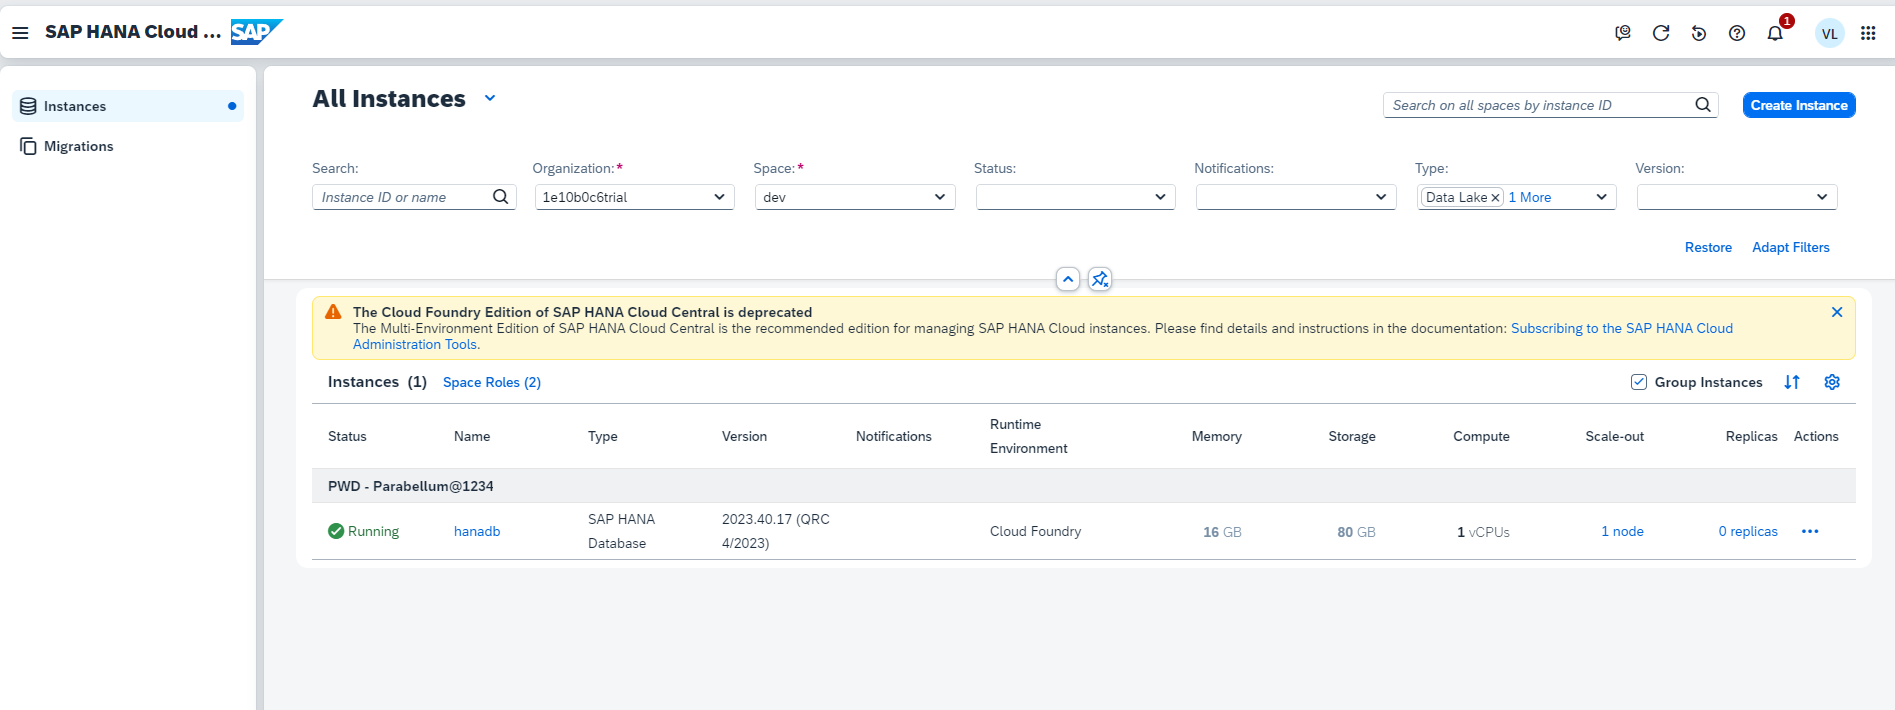 SAP HANA Cloud ... SAP
1
VL
Instances
Migrations
All Instances
Search on all spaces by instance ID
Create Instance
Search: Organization:* Space:* Status: Notifications: Type: Version:
Instance ID or name 1e10b0c6trial dev Data Lake 1 More
Restore Adapt Filters
The Cloud Foundry Edition of SAP HANA Cloud Central is deprecated
The Multi-Environment Edition of SAP HANA Cloud Central is the recommended edition for managing SAP HANA Cloud instances. Please find details and instructions in the documentation: Subscribing to the SAP HANA Cloud
Administration Tools.
Instances (1) Space Roles (2) Group Instances
Status Name Type Version Notifications Runtime Environment Memory Storage Compute Scale-out Replicas Actions
PWD - Parabellum@1234
Running hanadb SAP HANA Database 2023.40.17 (QRC 4/2023) Cloud Foundry 16 GB 80 GB 1 vCPUs 1 node 0 replicas